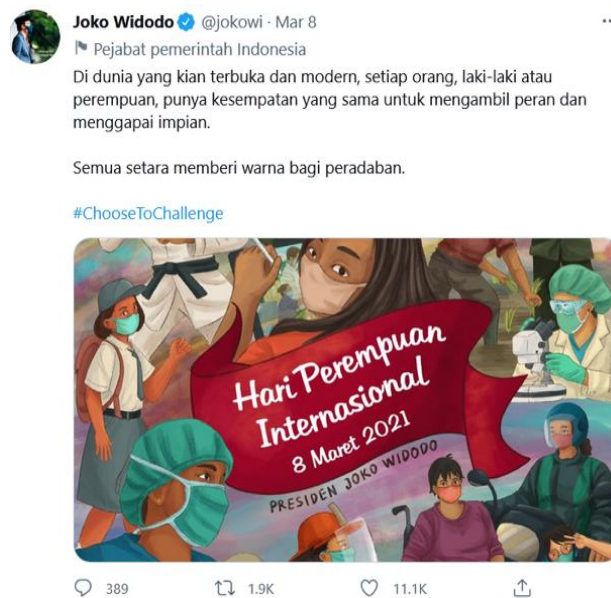 Joko Widodo @jokowi · Mar 8
Pejabat pemerintah Indonesia
Di dunia yang kian terbuka dan modern, setiap orang, laki-laki atau
perempuan, punya kesempatan yang sama untuk mengambil peran dan
menggapai impian.
Semua setara memberi warna bagi peradaban.
#ChooseToChallenge
Hari Perempuan
Internasional
8 Maret 2021
PRESIDEN JOKO WIDODO
389 1.9K 11.1K